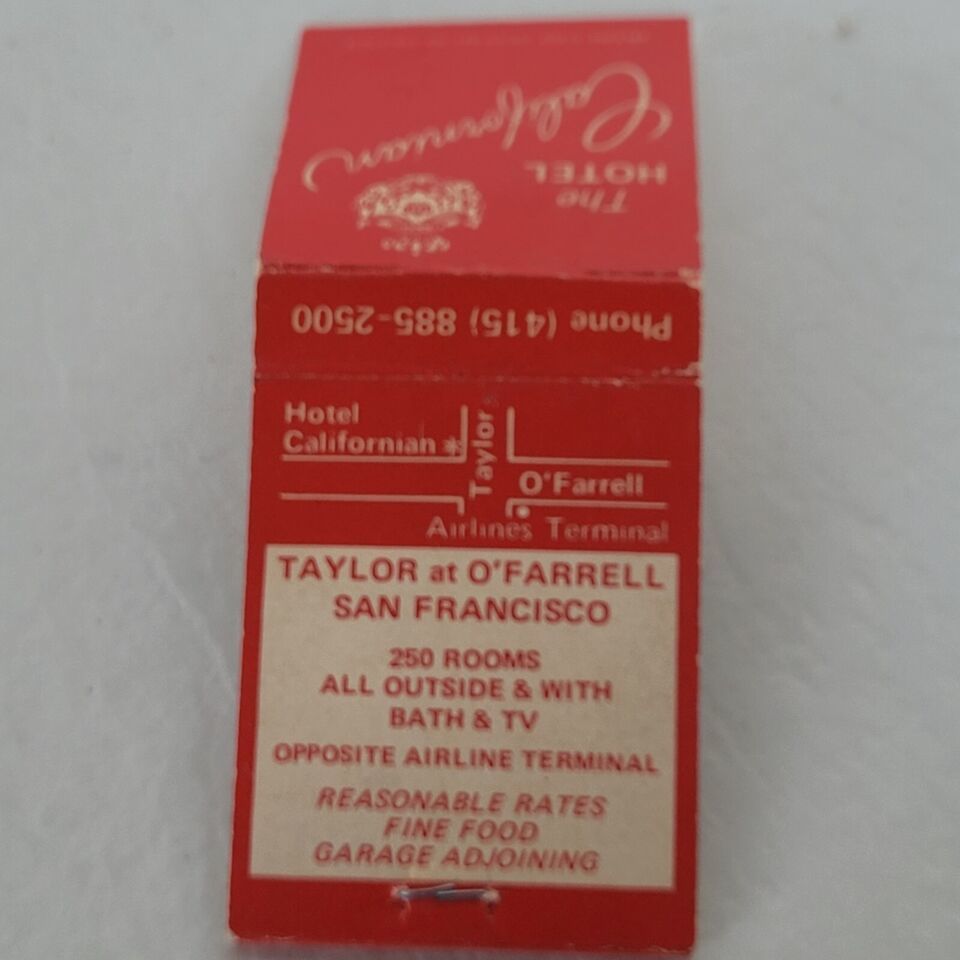 The
HOTEL
Californian
Phone (415) 885-2500
Hotel
Californian *
Taylor
O'Farrell
Airlines Terminal
TAYLOR at O'FARRELL
SAN FRANCISCO
250 ROOMS
ALL OUTSIDE & WITH
BATH & TV
OPPOSITE AIRLINE TERMINAL
REASONABLE RATES
FINE FOOD
GARAGE ADJOINING